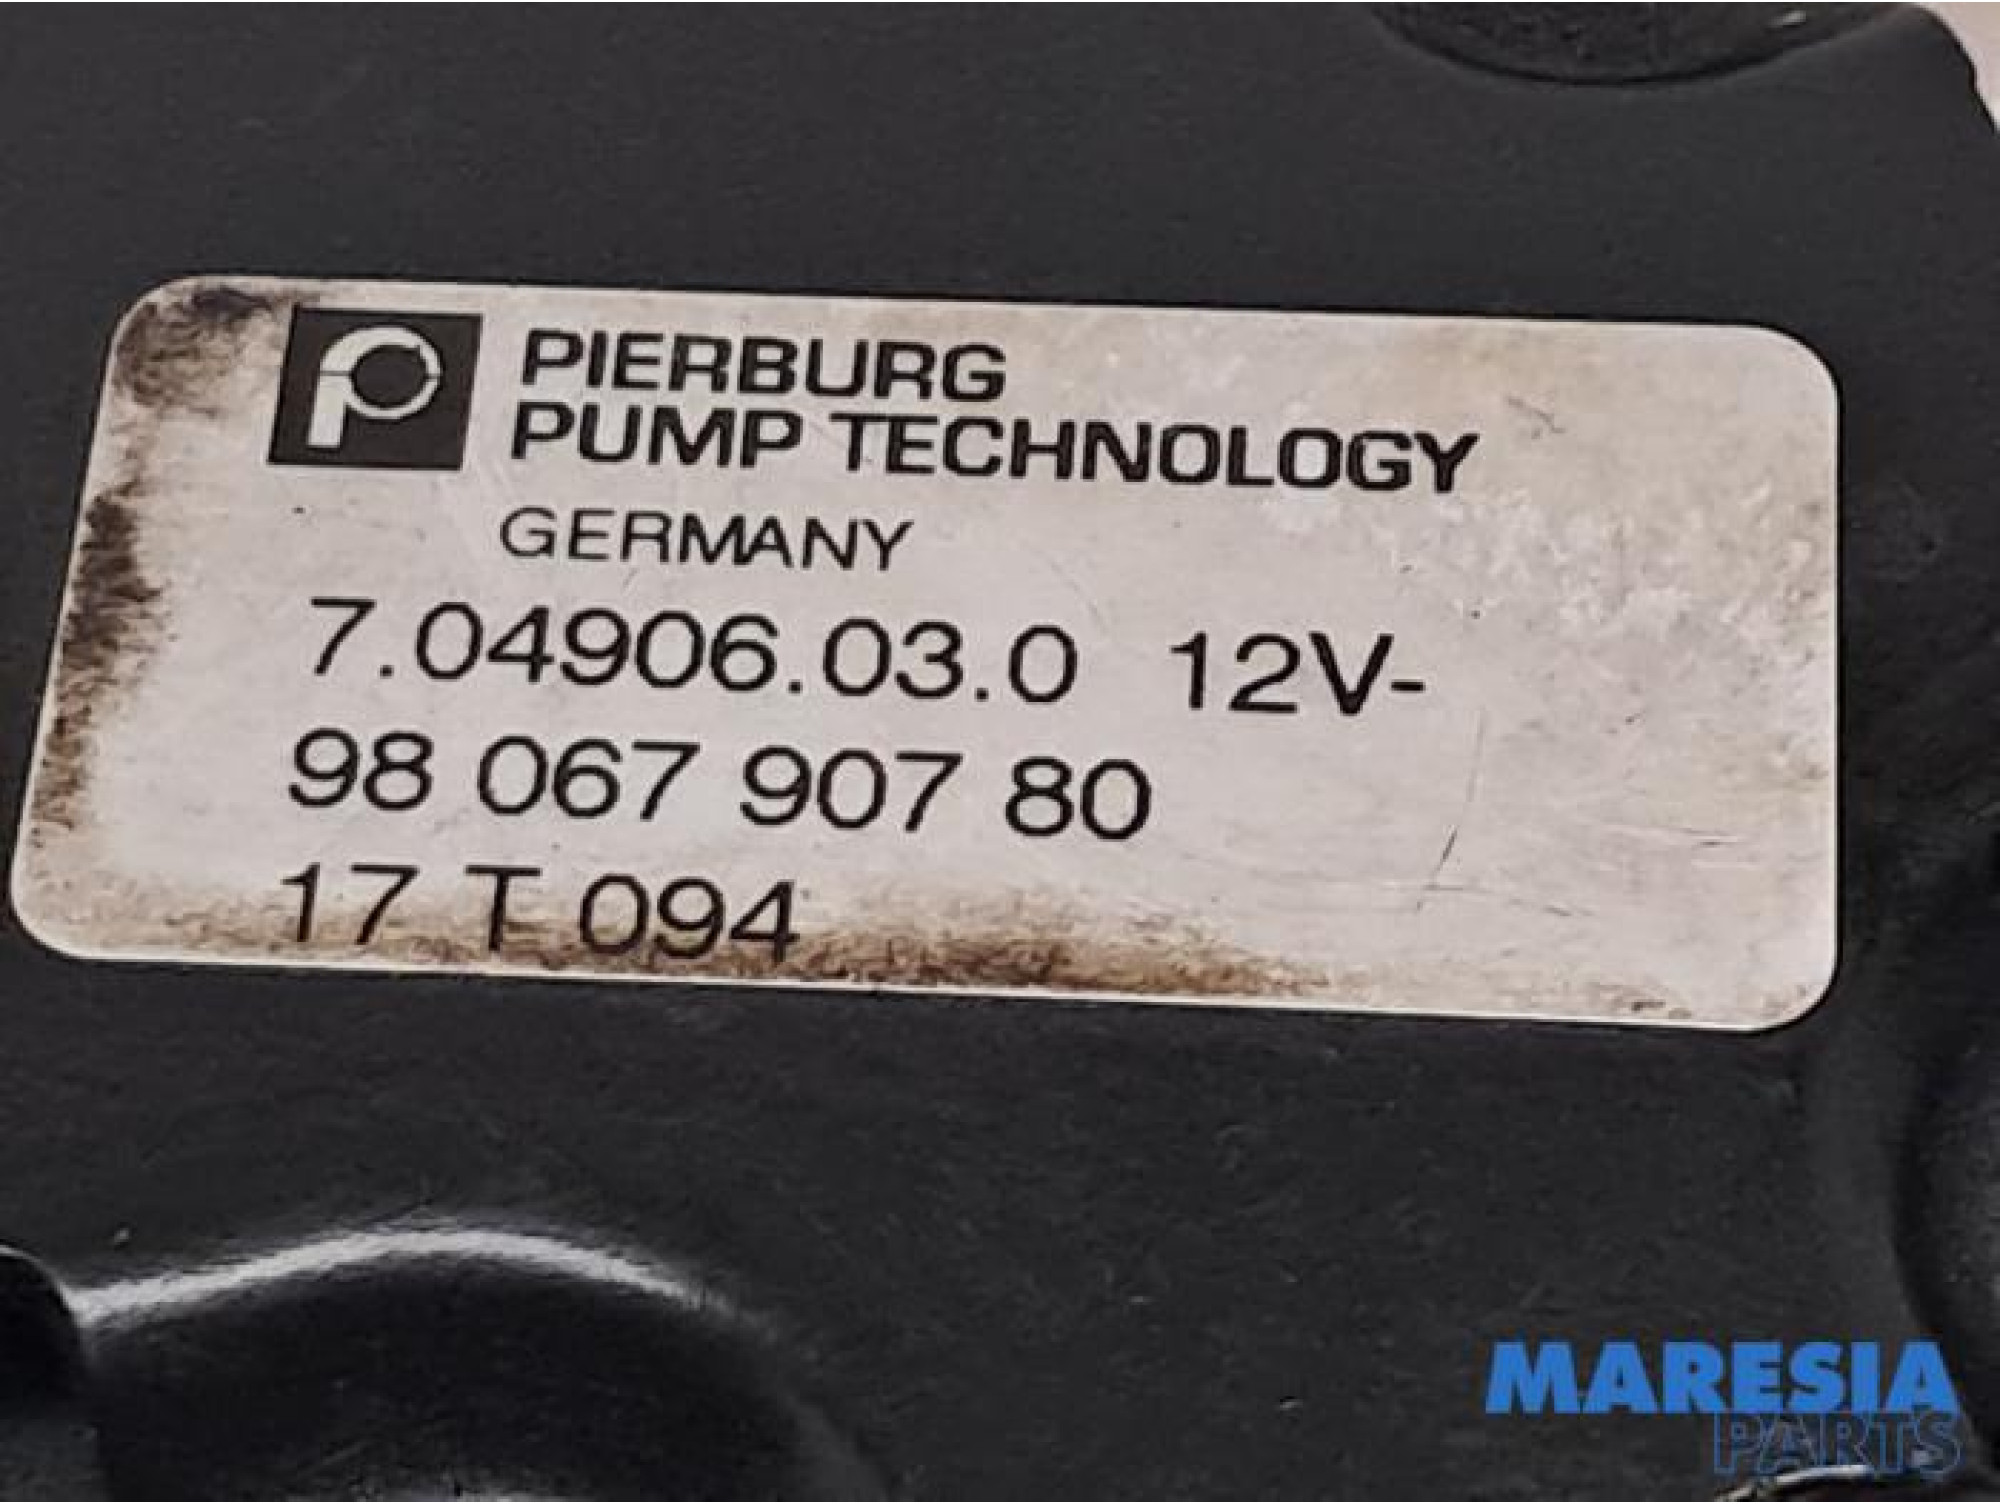 PIERBURG
PUMP TECHNOLOGY
GERMANY
7.04906.03.0 12V-
98 067 907 80
17 T 094
MARESIA
PARTS